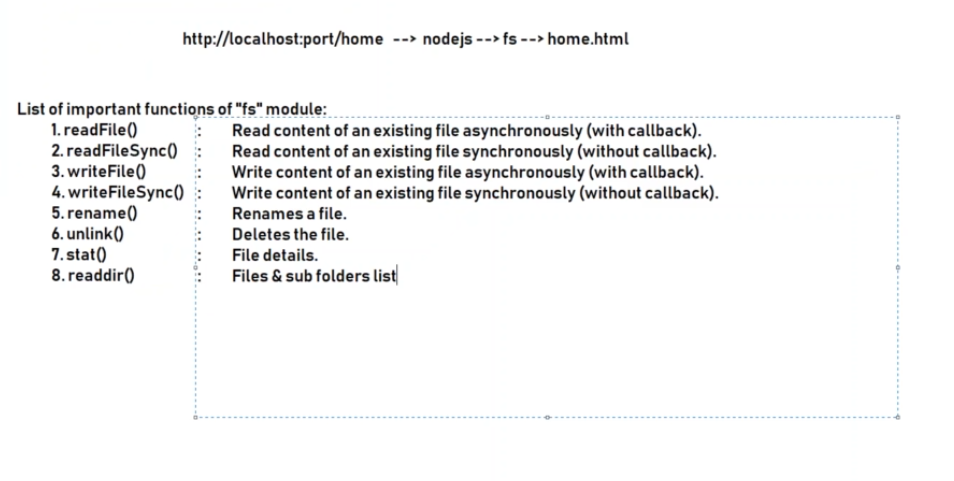 http://localhost:port/home --> nodejs --> fs --> home.html
List of important functions of "fs" module:
1. readFile() : Read content of an existing file asynchronously (with callback).
2. readFileSync() : Read content of an existing file synchronously (without callback).
3. writeFile() : Write content of an existing file asynchronously (with callback).
4. writeFileSync() : Write content of an existing file synchronously (without callback).
5. rename() : Renames a file.
6. unlink() : Deletes the file.
7. stat() : File details.
8. readdir() : Files & sub folders list